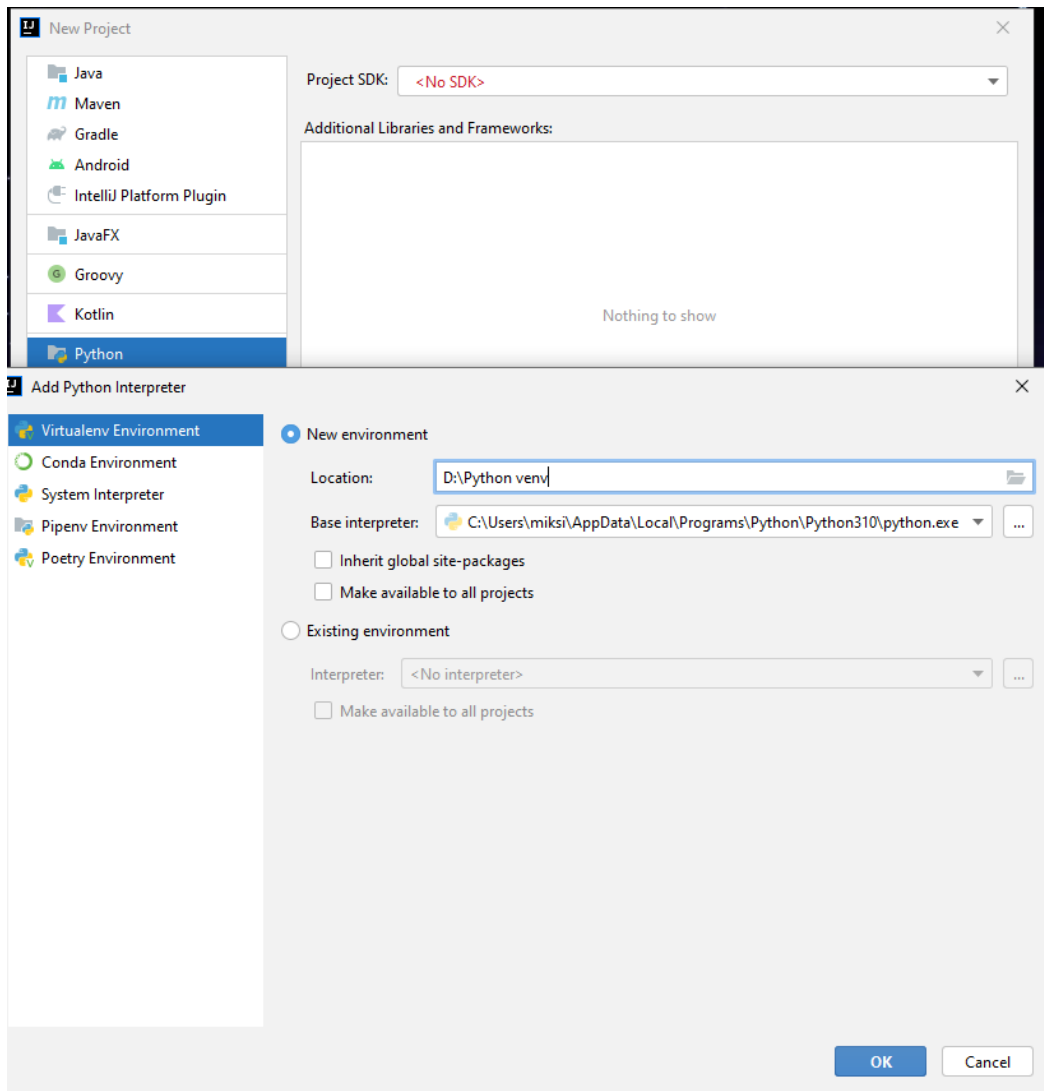 New Project
Java
Project SDK: <No SDK>
Maven
Gradle
Additional Libraries and Frameworks:
Android
IntelliJ Platform Plugin
JavaFX
Groovy
Kotlin
Nothing to show
Python
Add Python Interpreter
Virtualenv Environment
New environment
Conda Environment
Location: D:\Python venv
System Interpreter
Base interpreter: C:\Users\miksi\AppData\Local\Programs\Python\Python310\python.exe ...
Pipenv Environment
Poetry Environment
Inherit global site-packages
Make available to all projects
Existing environment
Interpreter: <No interpreter> ...
Make available to all projects
OK Cancel